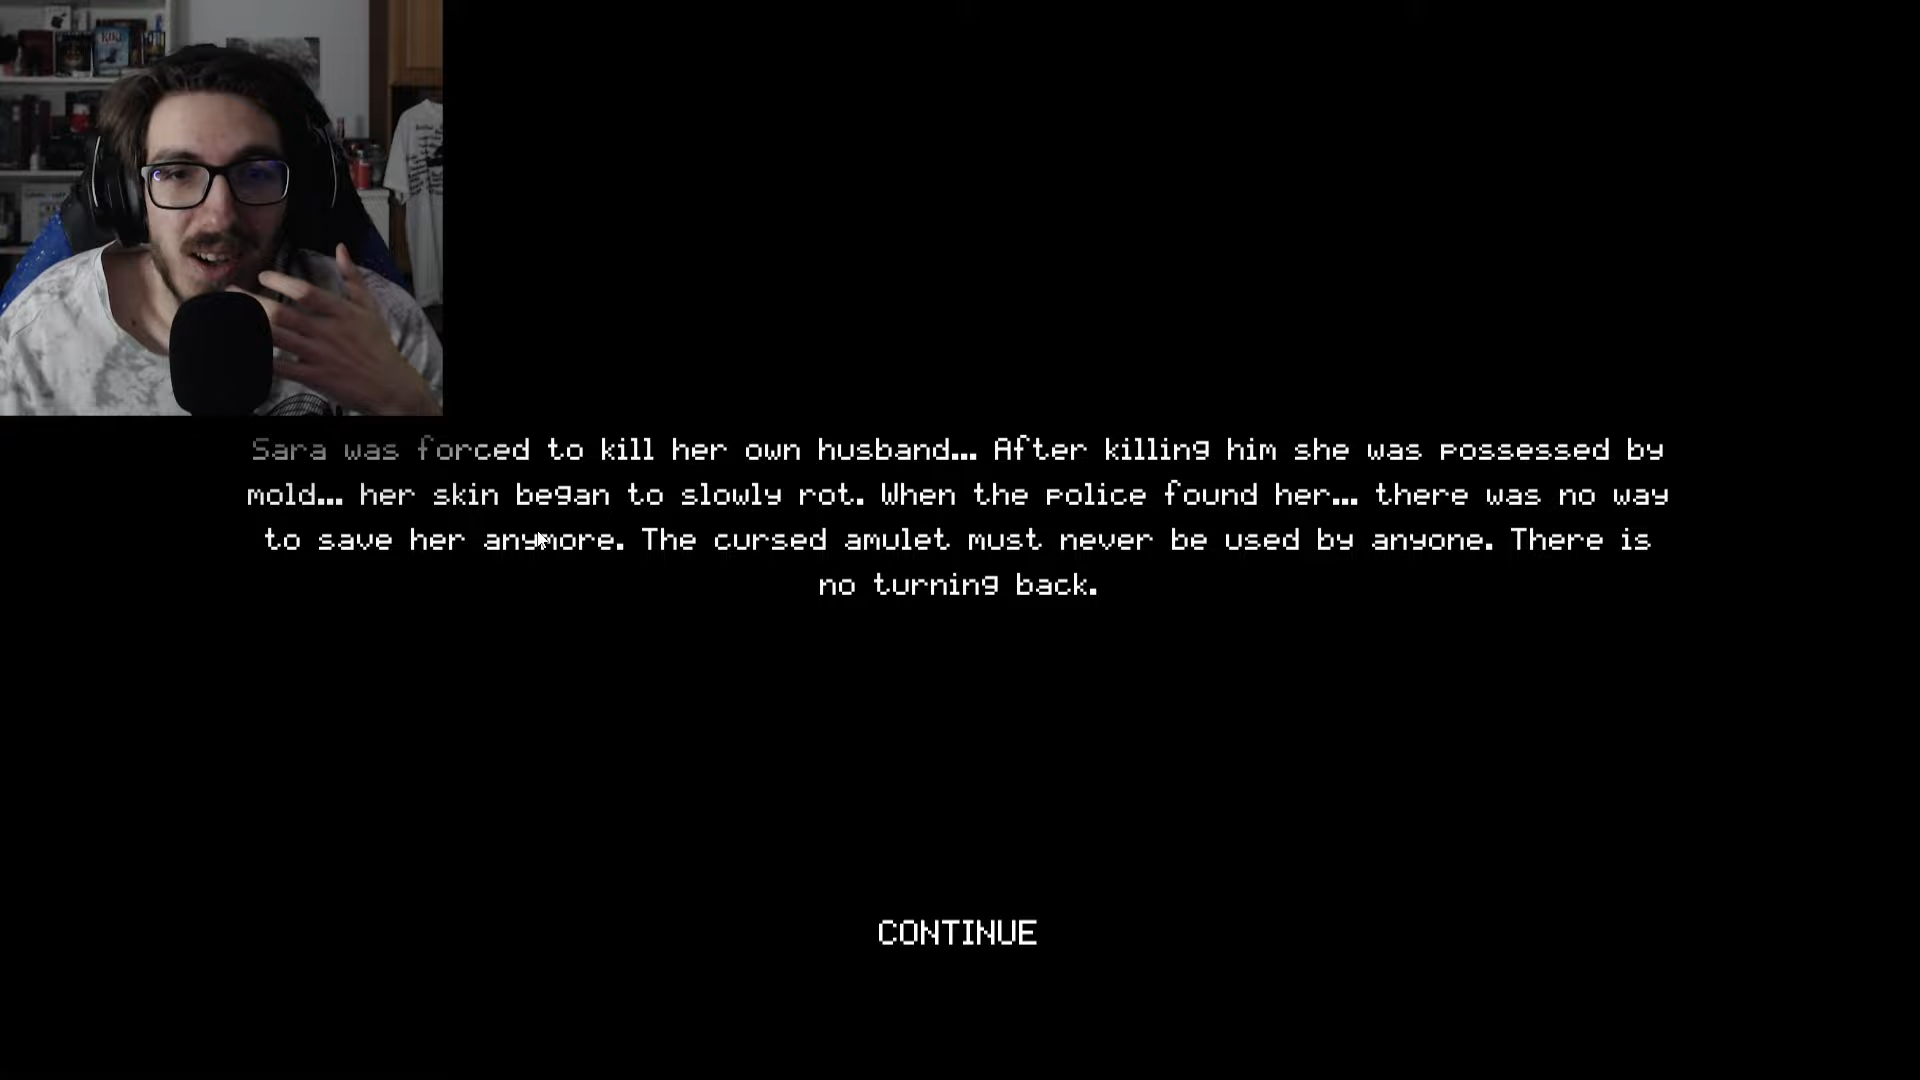 KIKI
Sara was forced to kill her own husband... After killing him she was possessed by
mold... her skin began to slowly rot. When the police found her... there was no way
to save her anymore. The cursed amulet must never be used by anyone. There is
no turning back.
CONTINUE